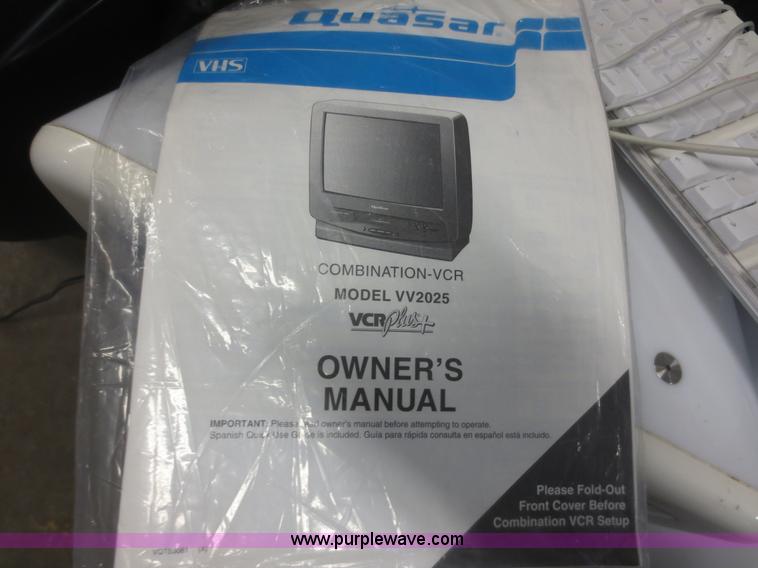 Quasar
VHS
COMBINATION-VCR
MODEL VV2025
VCR Plus+
OWNER'S
MANUAL
IMPORTANT: Please read owner's manual before attempting to operate.
Spanish Quick Use Guide is included. Guía para rápida consulta en español está incluido.
Please Fold-Out
Front Cover Before
Combination VCR Setup
www.purplewave.com